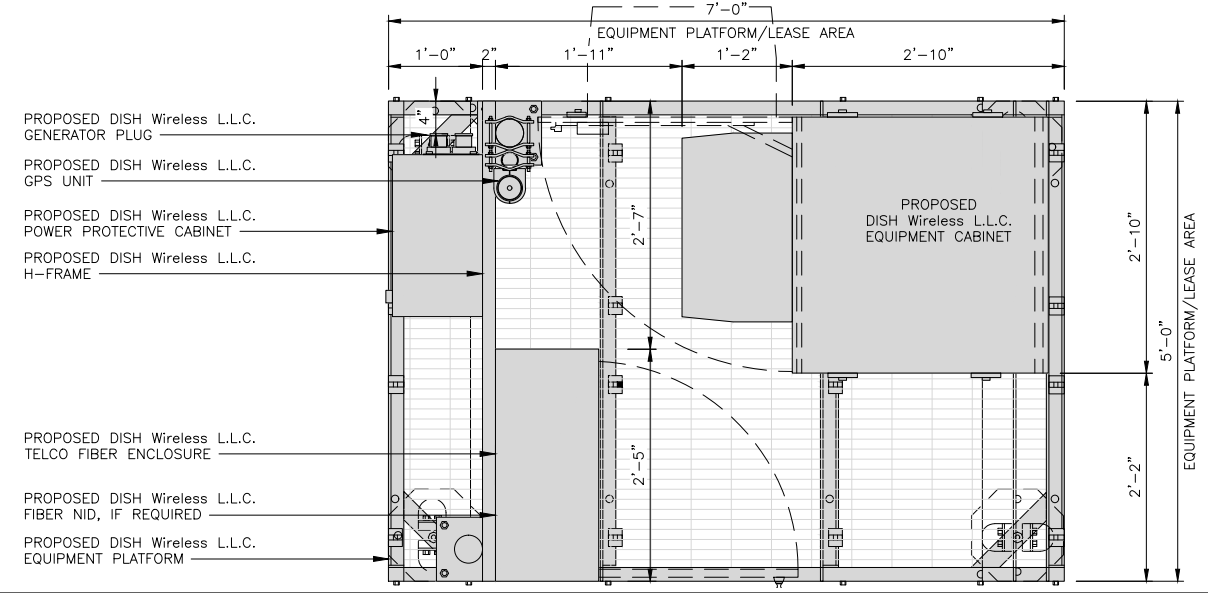 7'-0"
EQUIPMENT PLATFORM/LEASE AREA
1'-0"
2"
1'-11"
1'-2"
2'-10"
4"
PROPOSED DISH Wireless L.L.C.
GENERATOR PLUG
PROPOSED DISH Wireless L.L.C.
GPS UNIT
PROPOSED DISH Wireless L.L.C.
POWER PROTECTIVE CABINET
PROPOSED DISH Wireless L.L.C.
H-FRAME
PROPOSED
DISH Wireless L.L.C.
EQUIPMENT CABINET
2'-7"
2'-10"
5'-0"
EQUIPMENT PLATFORM/LEASE AREA
2'-5"
2'-2"
PROPOSED DISH Wireless L.L.C.
TELCO FIBER ENCLOSURE
PROPOSED DISH Wireless L.L.C.
FIBER NID, IF REQUIRED
PROPOSED DISH Wireless L.L.C.
EQUIPMENT PLATFORM